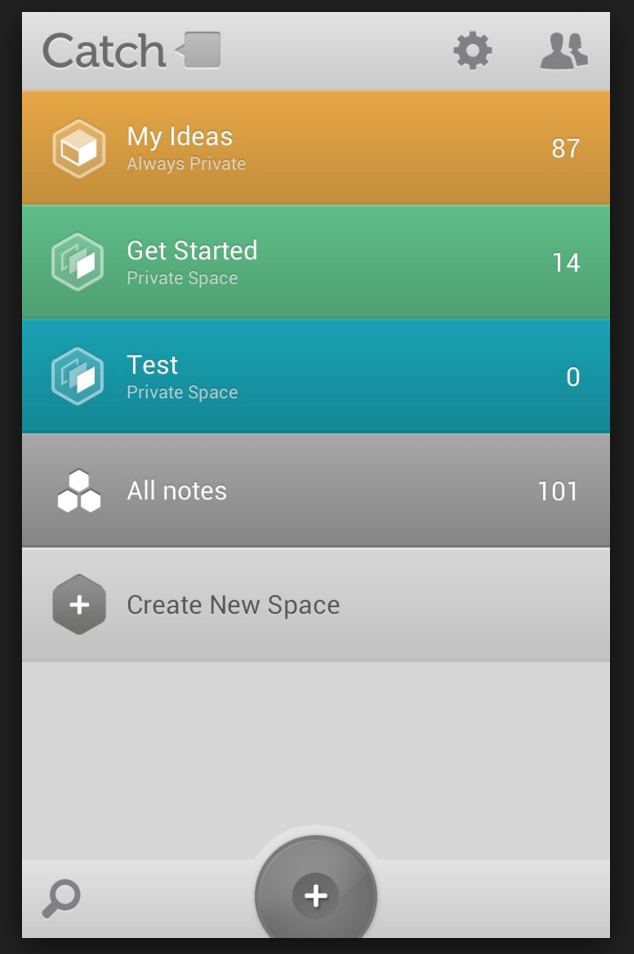 Catch
My Ideas
Always Private
87
Get Started
Private Space
14
Test
Private Space
0
All notes
101
Create New Space